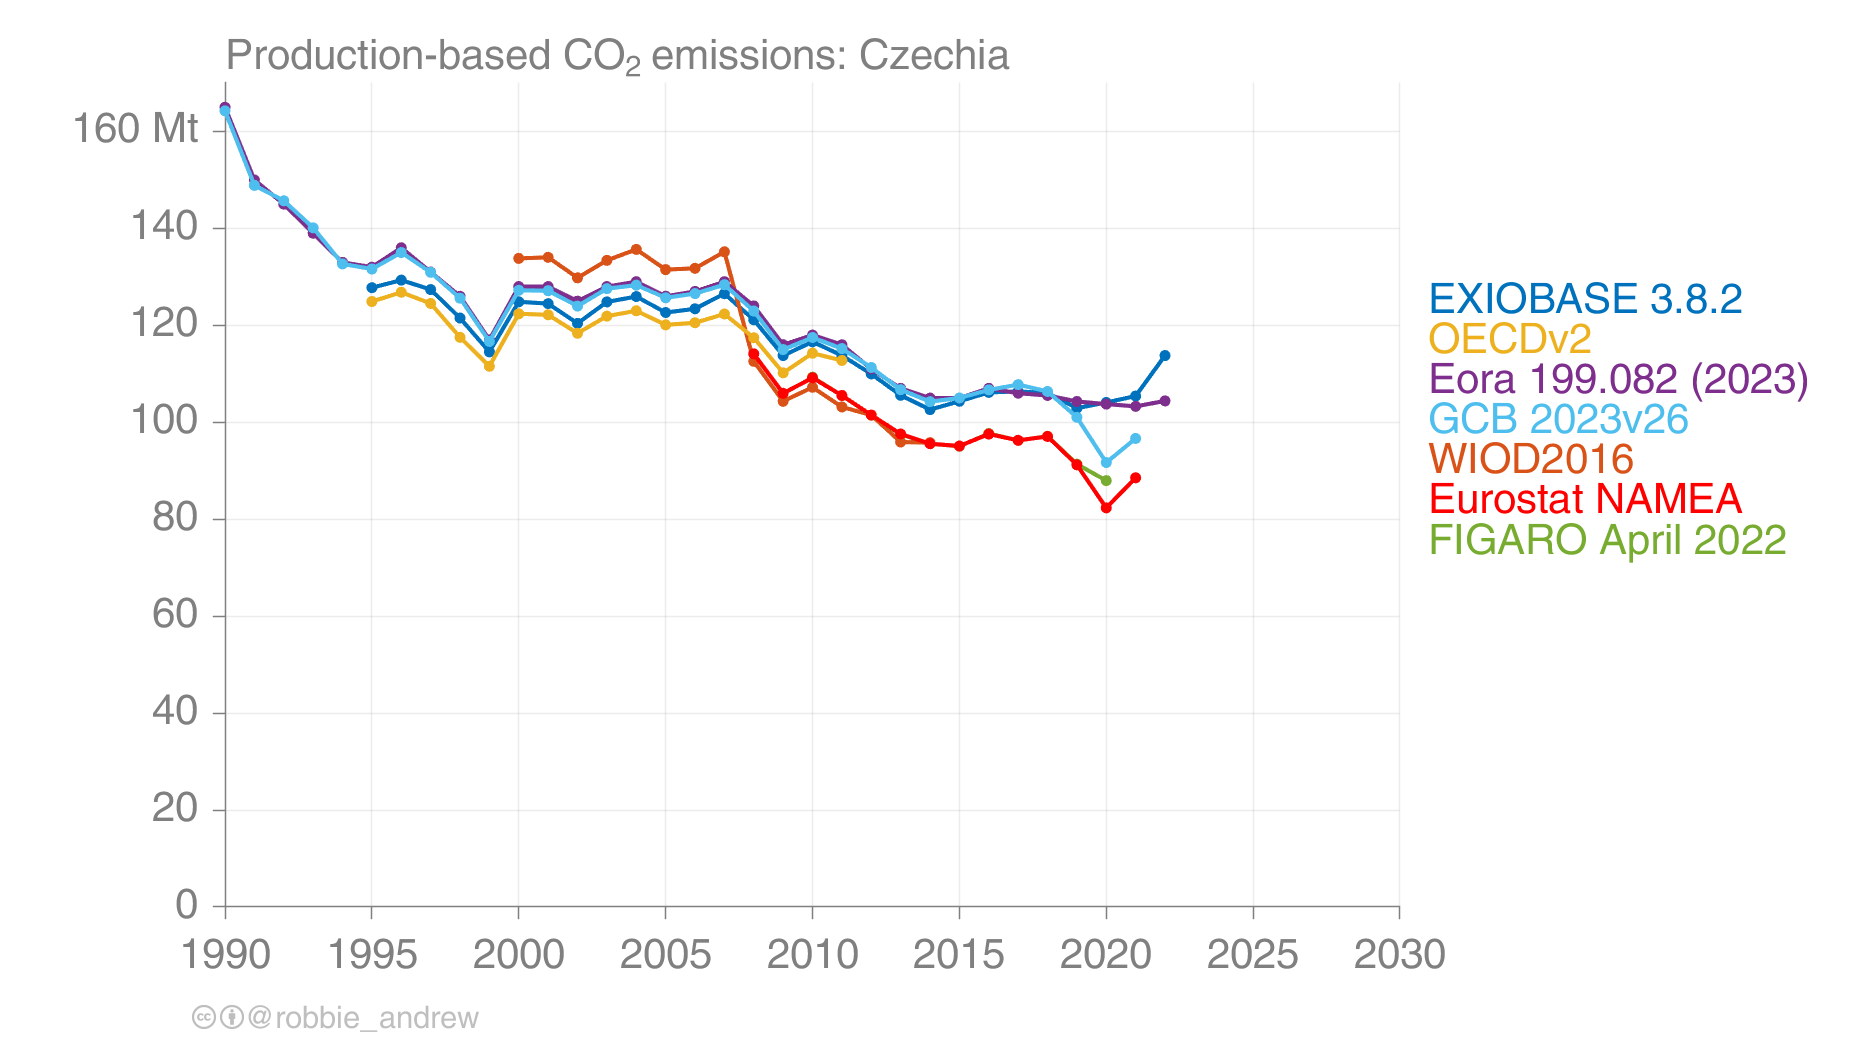 Production-based CO₂ emissions: Czechia
160 Mt
140
120
100
80
60
40
20
0
1990 1995 2000 2005 2010 2015 2020 2025 2030
EXIOBASE 3.8.2
OECDv2
Eora 199.082 (2023)
GCB 2023v26
WIOD2016
Eurostat NAMEA
FIGARO April 2022
cc @robbie_andrew